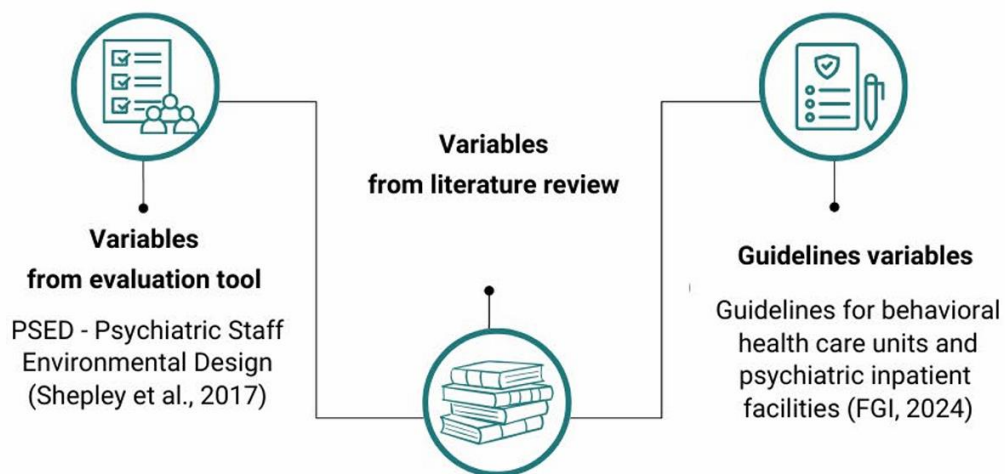 Variables
from evaluation tool
PSED - Psychiatric Staff
Environmental Design
(Shepley et al., 2017)
Variables
from literature review
Guidelines variables
Guidelines for behavioral
health care units and
psychiatric inpatient
facilities (FGI, 2024)